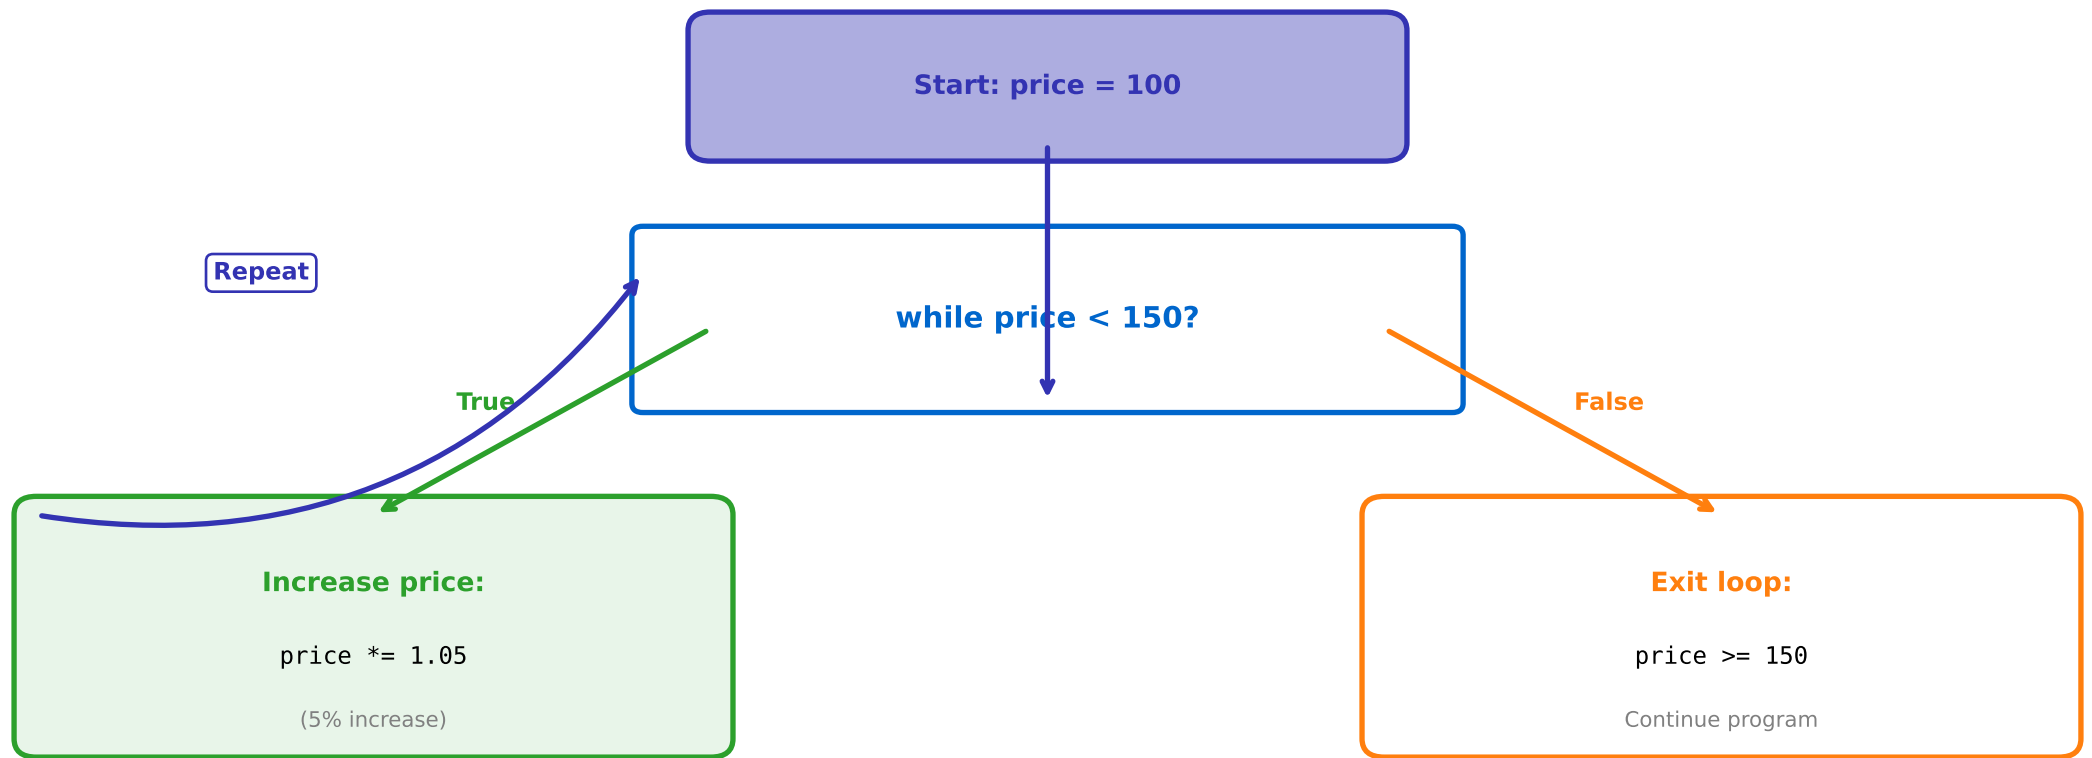 Start: price = 100
Repeat
while price < 150?
True
False
Increase price:
price *= 1.05
(5% increase)
Exit loop:
price >= 150
Continue program